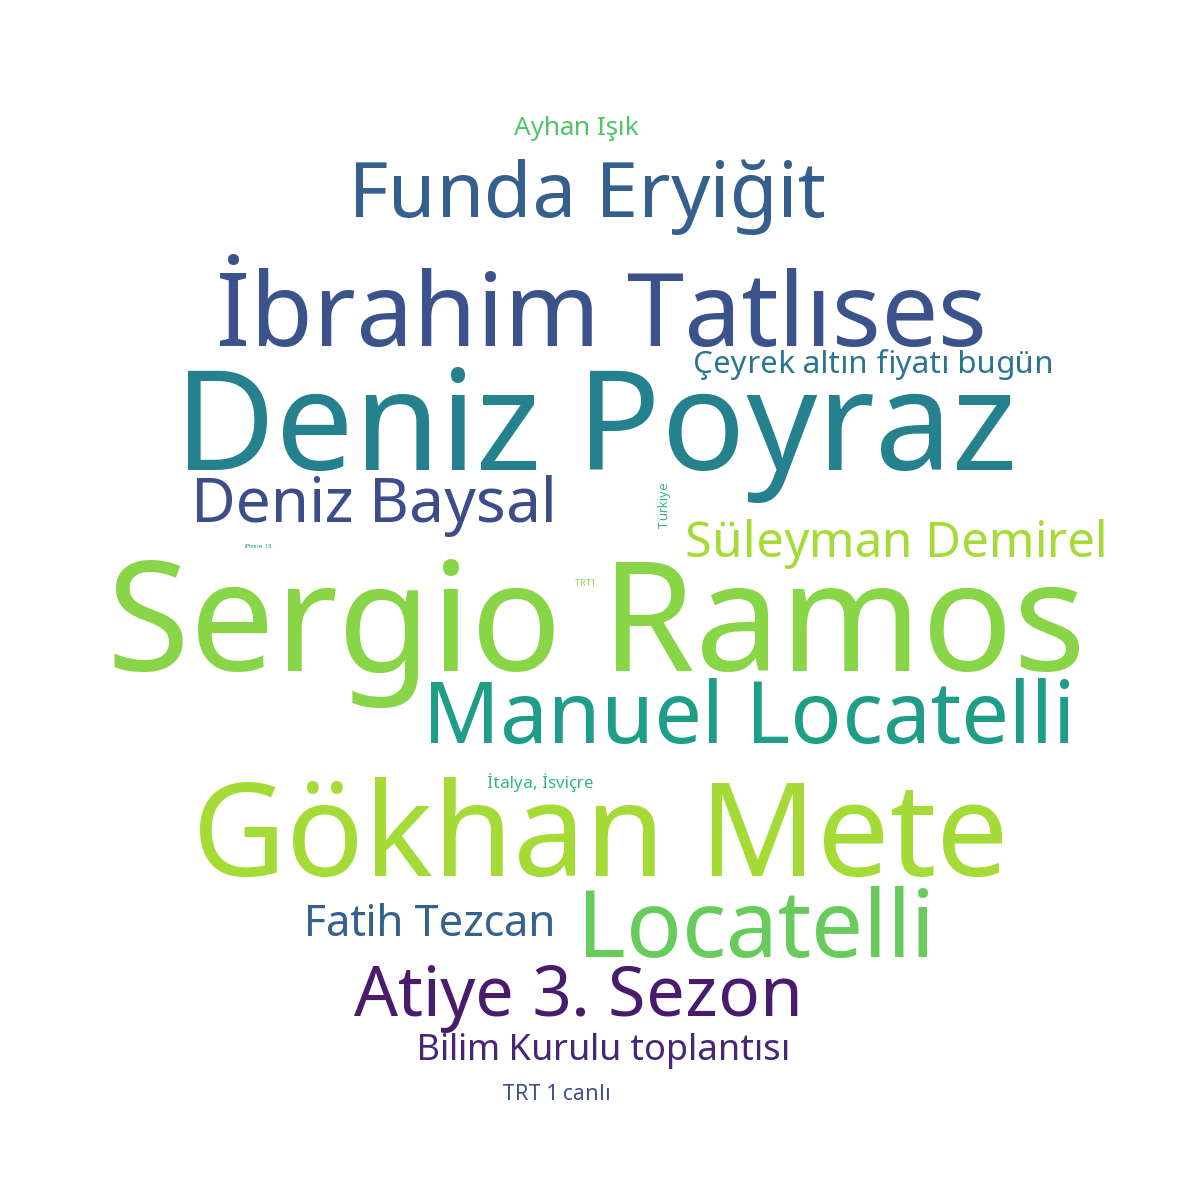 Ayhan Işık
Funda Eryiğit
İbrahim Tatlıses
Çeyrek altın fiyatı bugün
Deniz Poyraz
Deniz Baysal
Türkiye
Süleyman Demirel
iPhone 13
TRT1
Sergio Ramos
Manuel Locatelli
İtalya, İsviçre
Gökhan Mete
Fatih Tezcan
Locatelli
Atiye 3. Sezon
Bilim Kurulu toplantısı
TRT 1 canlı